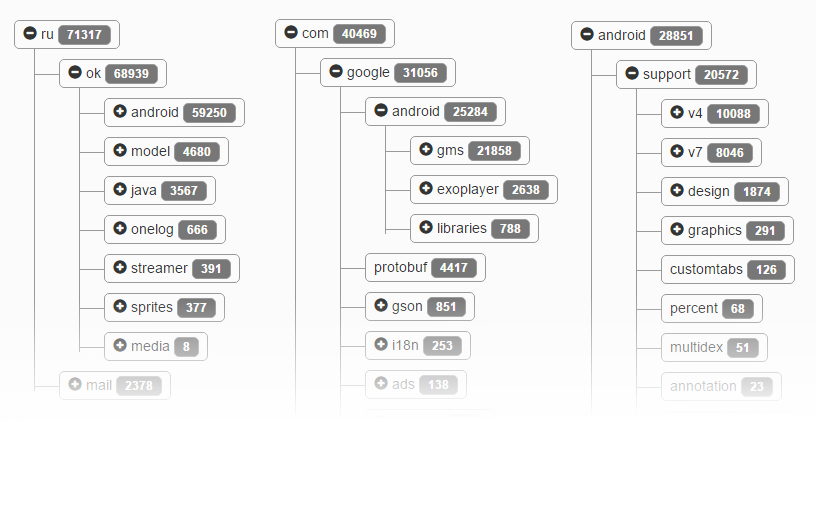 ru 71317
ok 68939
android 59250
model 4680
java 3567
onelog 666
streamer 391
sprites 377
media 8
mail 2378
com 40469
google 31056
android 25284
gms 21858
exoplayer 2638
libraries 788
protobuf 4417
gson 851
i18n 253
ads 138
android 28851
support 20572
v4 10088
v7 8046
design 1874
graphics 291
customtabs 126
percent 68
multidex 51
annotation 23